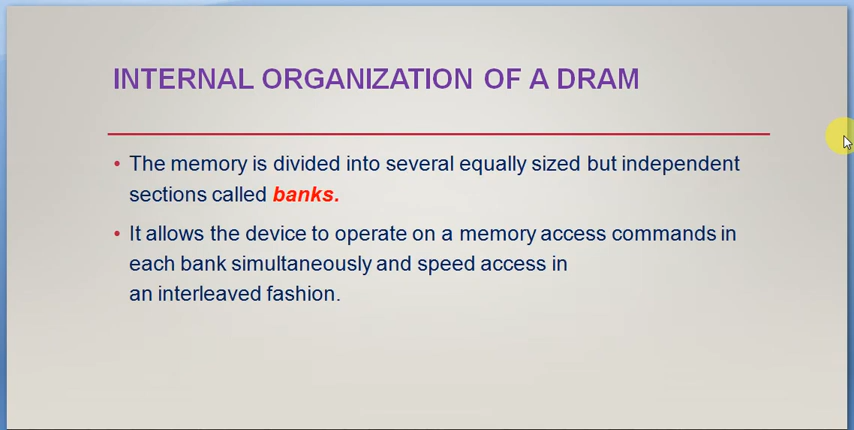 INTERNAL ORGANIZATION OF A DRAM
• The memory is divided into several equally sized but independent
sections called banks.
• It allows the device to operate on a memory access commands in
each bank simultaneously and speed access in
an interleaved fashion.